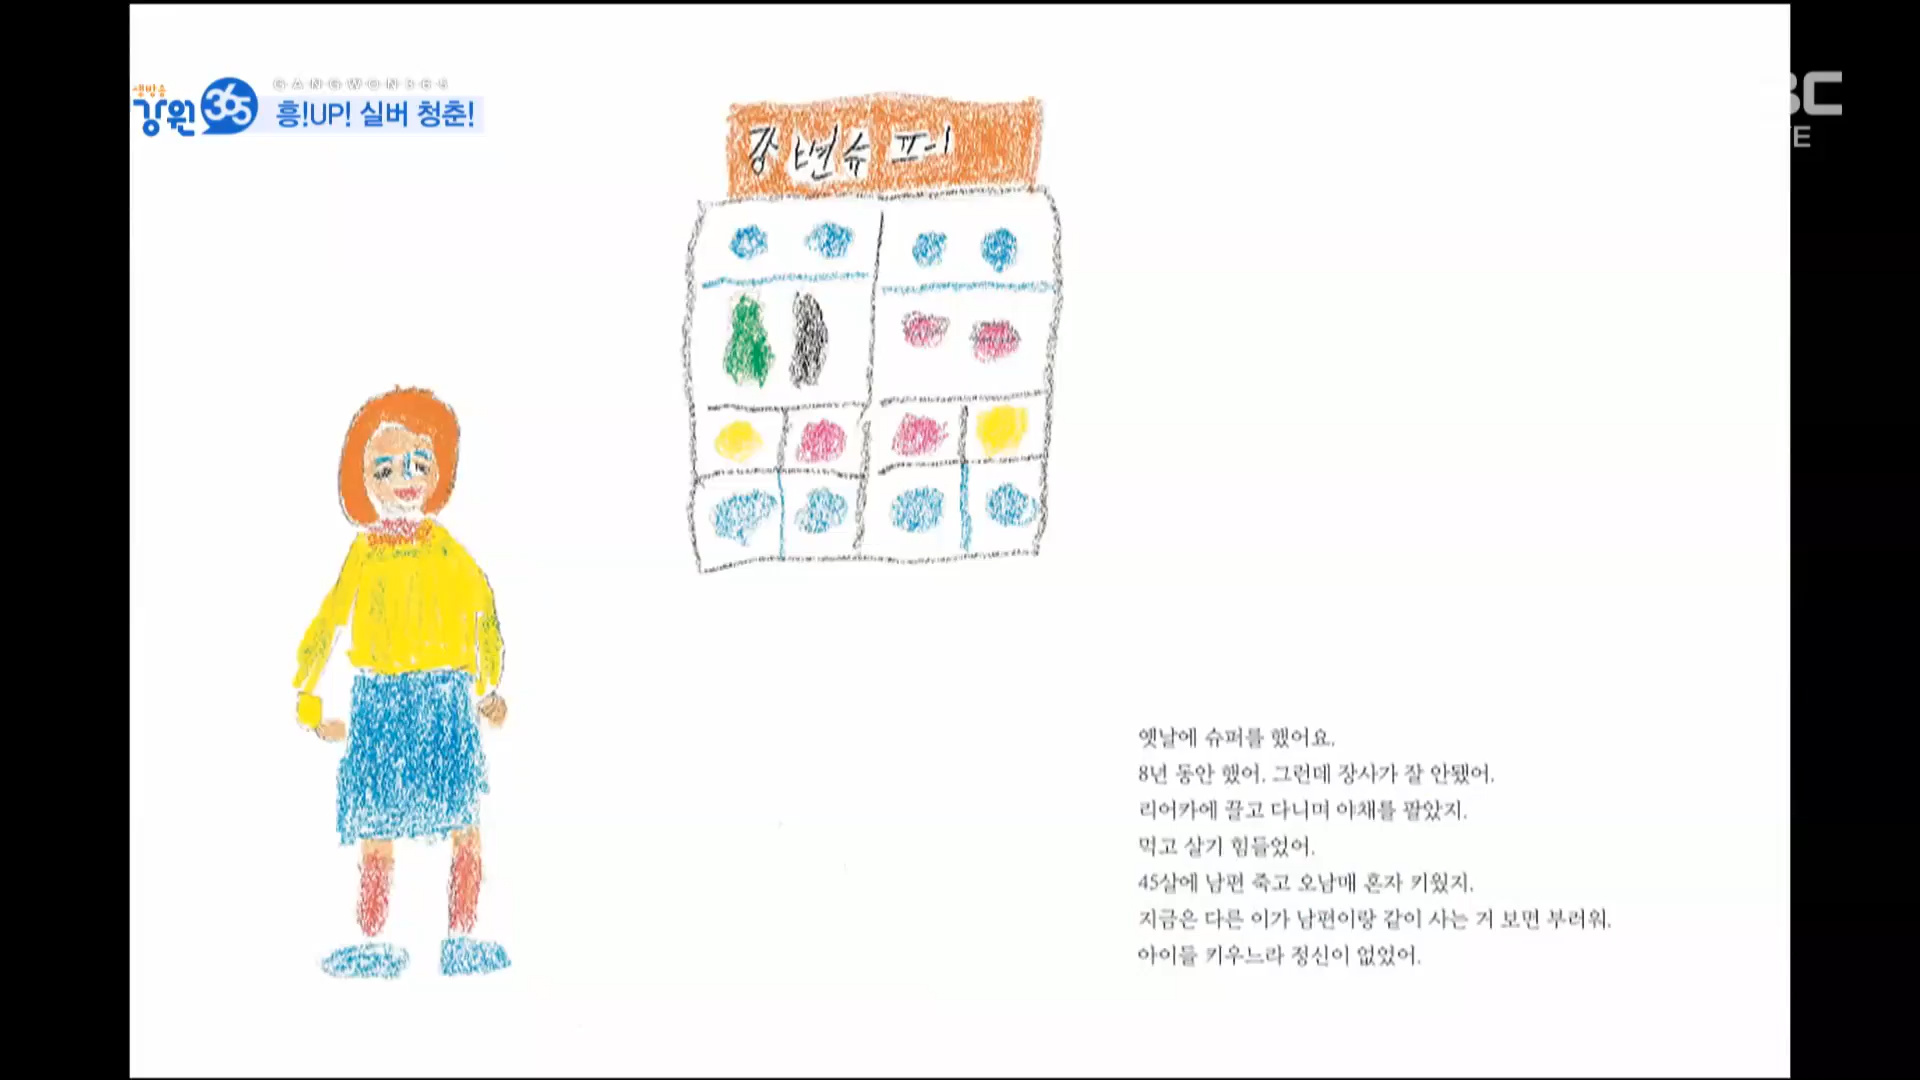 생방송
강원 365
GANGWON365
흥!UP! 실버 청춘!
BC
TE
강변슈퍼
옛날에 슈퍼를 했어요.
8년 동안 했어. 그런데 장사가 잘 안됐어.
리어카에 끌고 다니며 야채를 팔았지.
먹고 살기 힘들었어.
45살에 남편 죽고 오남매 혼자 키웠지.
지금은 다른 이가 남편이랑 같이 사는 거 보면 부러워.
아이들 키우느라 정신이 없었어.